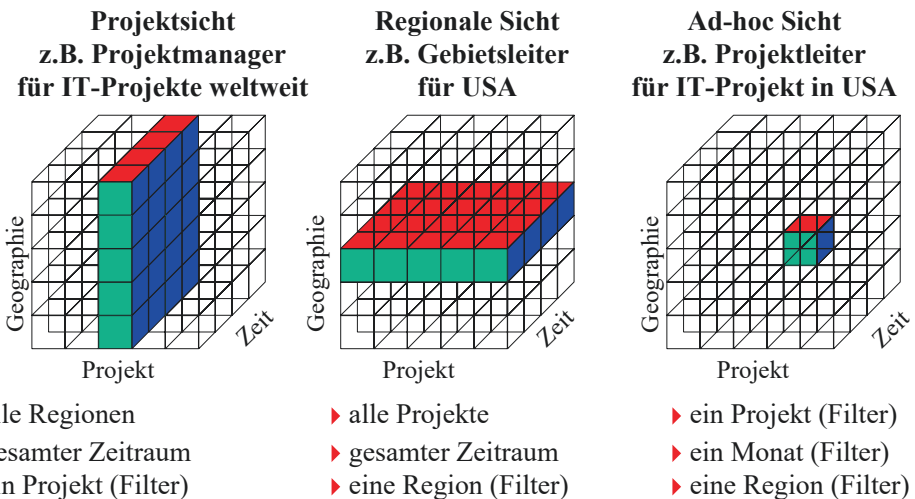 Projektsicht
z.B. Projektmanager
für IT-Projekte weltweit
Geographie
Zeit
Projekt
le Regionen
esamter Zeitraum
n Projekt (Filter)
Regionale Sicht
z.B. Gebietsleiter
für USA
Geographie
Zeit
Projekt
alle Projekte
gesamter Zeitraum
eine Region (Filter)
Ad-hoc Sicht
z.B. Projektleiter
für IT-Projekt in USA
Geographie
Zeit
Projekt
ein Projekt (Filter)
ein Monat (Filter)
eine Region (Filter)